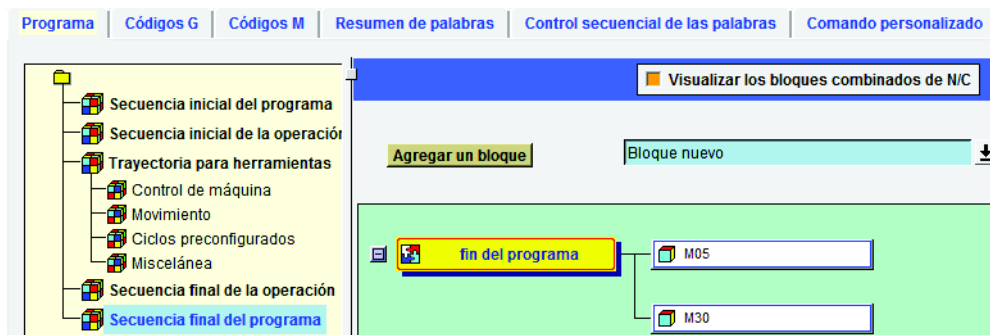 Programa
Códigos G
Códigos M
Resumen de palabras
Control secuencial de las palabras
Comando personalizado
Visualizar los bloques combinados de N/C
Secuencia inicial del programa
Secuencia inicial de la operación
Trayectoria para herramientas
Control de máquina
Movimiento
Ciclos preconfigurados
Miscelánea
Secuencia final de la operación
Secuencia final del programa
Agregar un bloque
Bloque nuevo
fin del programa
M05
M30